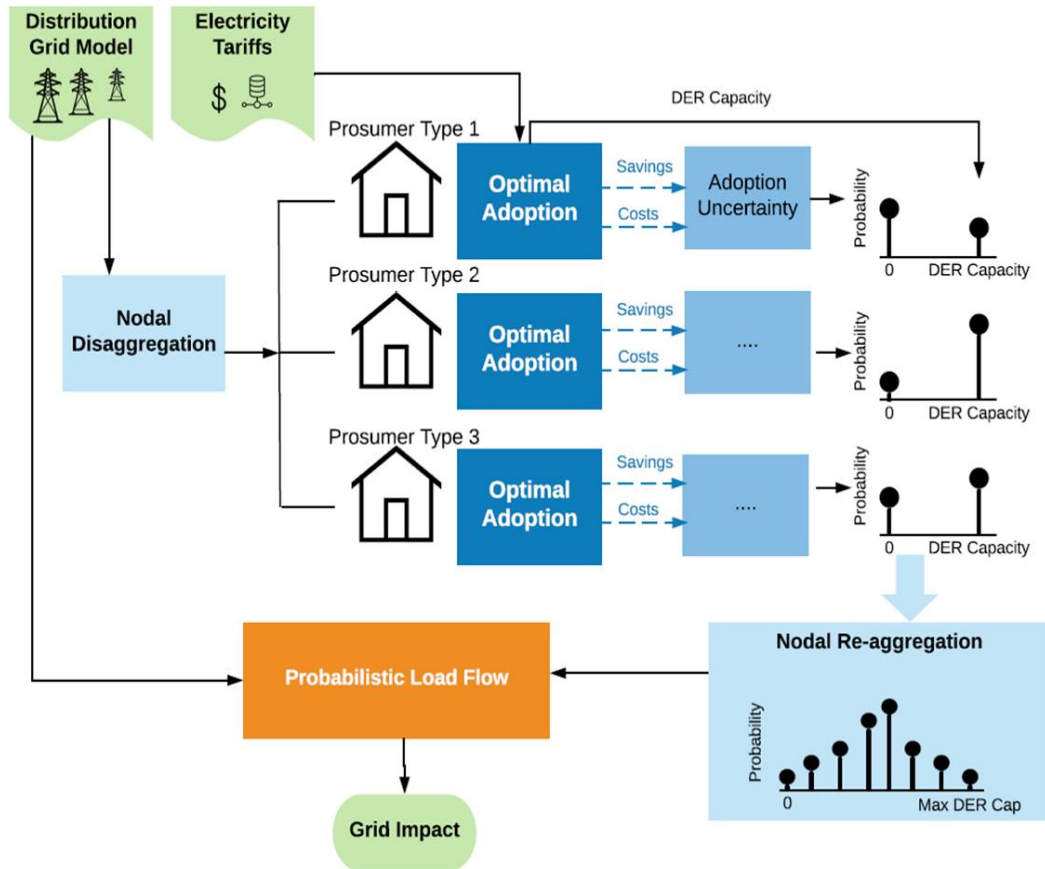 Distribution
Grid Model
Electricity
Tariffs
$
DER Capacity
Prosumer Type 1
Optimal
Adoption
Savings
Costs
Adoption
Uncertainty
Probability
0
DER Capacity
Nodal
Disaggregation
Prosumer Type 2
Optimal
Adoption
Savings
Costs
....
Probability
0
DER Capacity
Prosumer Type 3
Optimal
Adoption
Savings
Costs
....
Probability
0
DER Capacity
Probabilistic Load Flow
Nodal Re-aggregation
Probability
0
Max DER Cap
Grid Impact